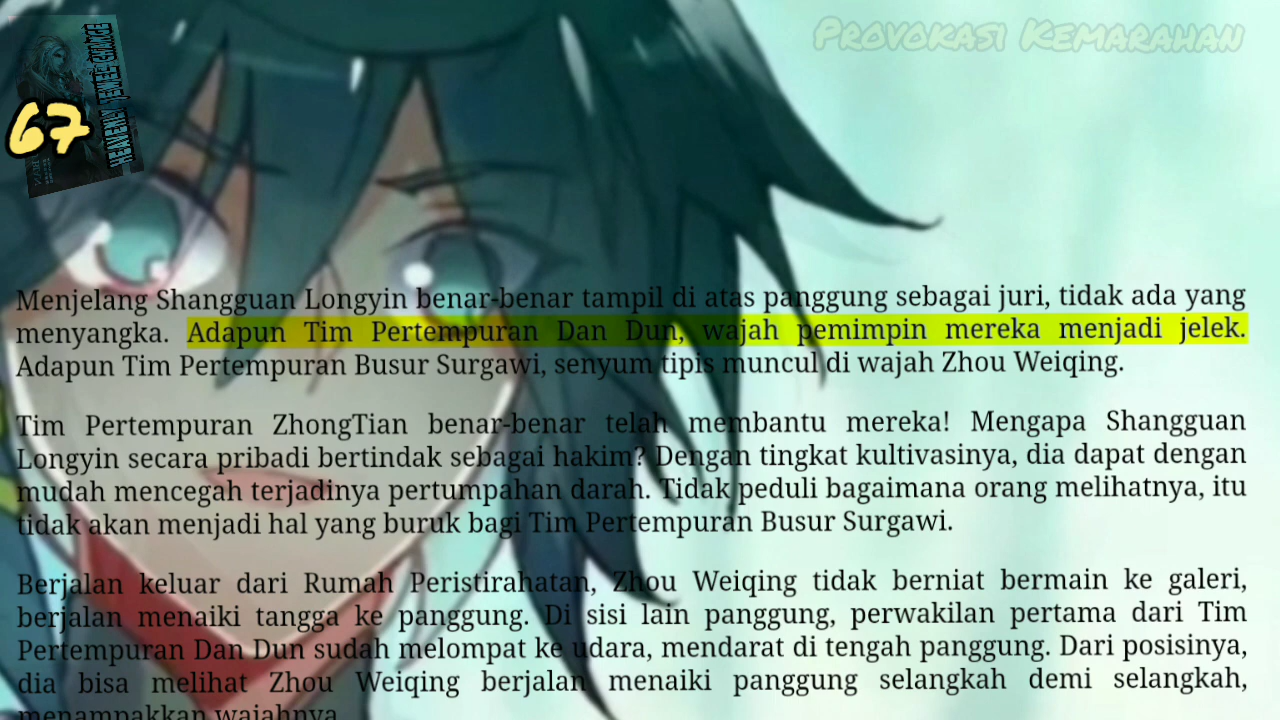 Provokasi Kemarahan
HEAVENLY JEWEL CHANGE
67
Menjelang Shangguan Longyin benar-benar tampil di atas panggung sebagai juri, tidak ada yang
menyangka. Adapun Tim Pertempuran Dan Dun, wajah pemimpin mereka menjadi jelek.
Adapun Tim Pertempuran Busur Surgawi, senyum tipis muncul di wajah Zhou Weiqing.
Tim Pertempuran ZhongTian benar-benar telah membantu mereka! Mengapa Shangguan
Longyin secara pribadi bertindak sebagai hakim? Dengan tingkat kultivasinya, dia dapat dengan
mudah mencegah terjadinya pertumpahan darah. Tidak peduli bagaimana orang melihatnya, itu
tidak akan menjadi hal yang buruk bagi Tim Pertempuran Busur Surgawi.
Berjalan keluar dari Rumah Peristirahatan, Zhou Weiqing tidak berniat bermain ke galeri,
berjalan menaiki tangga ke panggung. Di sisi lain panggung, perwakilan pertama dari Tim
Pertempuran Dan Dun sudah melompat ke udara, mendarat di tengah panggung. Dari posisinya,
dia bisa melihat Zhou Weiqing berjalan menaiki panggung selangkah demi selangkah,
menampakkan wajahnya